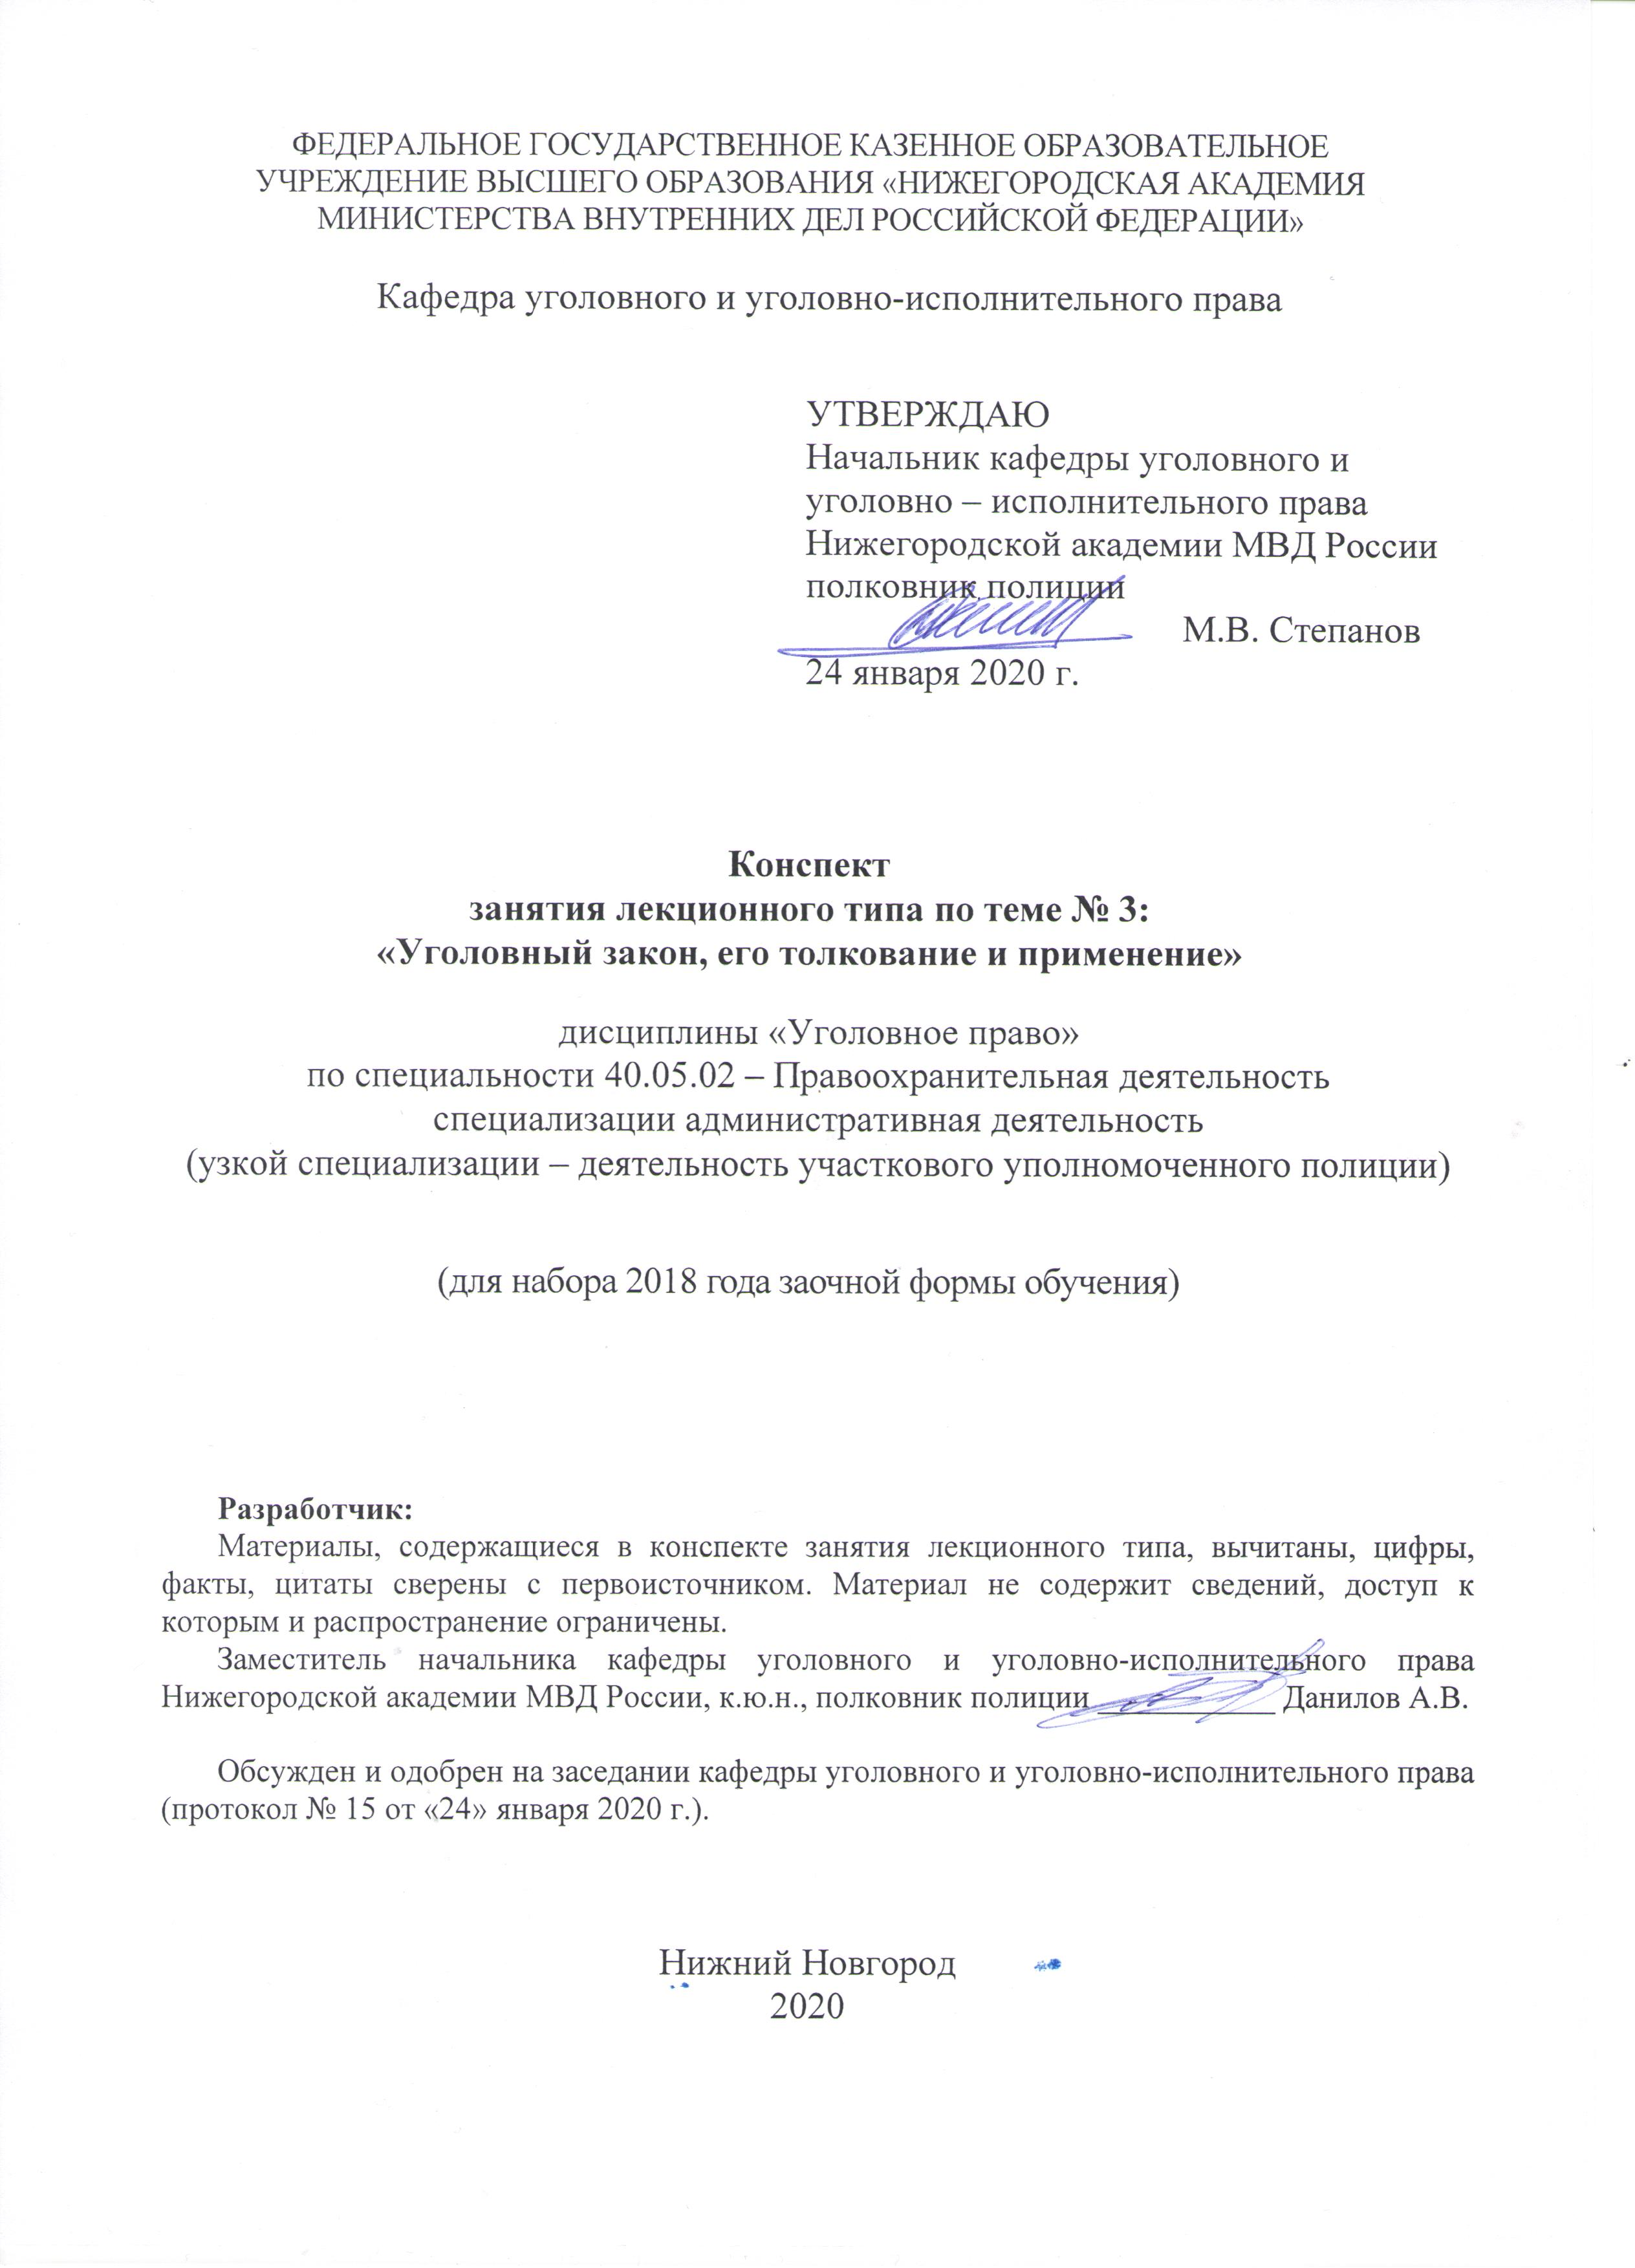 ФЕДЕРАЛЬНОЕ ГОСУДАРСТВЕННОЕ КАЗЕННОЕ ОБРАЗОВАТЕЛЬНОЕ
УЧРЕЖДЕНИЕ ВЫСШЕГО ОБРАЗОВАНИЯ «НИЖЕГОРОДСКАЯ АКАДЕМИЯ
МИНИСТЕРСТВА ВНУТРЕННИХ ДЕЛ РОССИЙСКОЙ ФЕДЕРАЦИИ»
Кафедра уголовного и уголовно-исполнительного права
УТВЕРЖДАЮ
Начальник кафедры уголовного и
уголовно – исполнительного права
Нижегородской академии МВД России
полковник полиции
М.В. Степанов
24 января 2020 г.
Конспект
занятия лекционного типа по теме № 3:
«Уголовный закон, его толкование и применение»
дисциплины «Уголовное право»
по специальности 40.05.02 – Правоохранительная деятельность
специализации административная деятельность
(узкой специализации – деятельность участкового уполномоченного полиции)
(для набора 2018 года заочной формы обучения)
Разработчик:
Материалы, содержащиеся в конспекте занятия лекционного типа, вычитаны, цифры,
факты, цитаты сверены с первоисточником. Материал не содержит сведений, доступ к
которым и распространение ограничены.
Заместитель начальника кафедры уголовного и уголовно-исполнительного права
Нижегородской академии МВД России, к.ю.н., полковник полиции ____________ Данилов А.В.
Обсужден и одобрен на заседании кафедры уголовного и уголовно-исполнительного права
(протокол № 15 от «24» января 2020 г.).
Нижний Новгород
2020